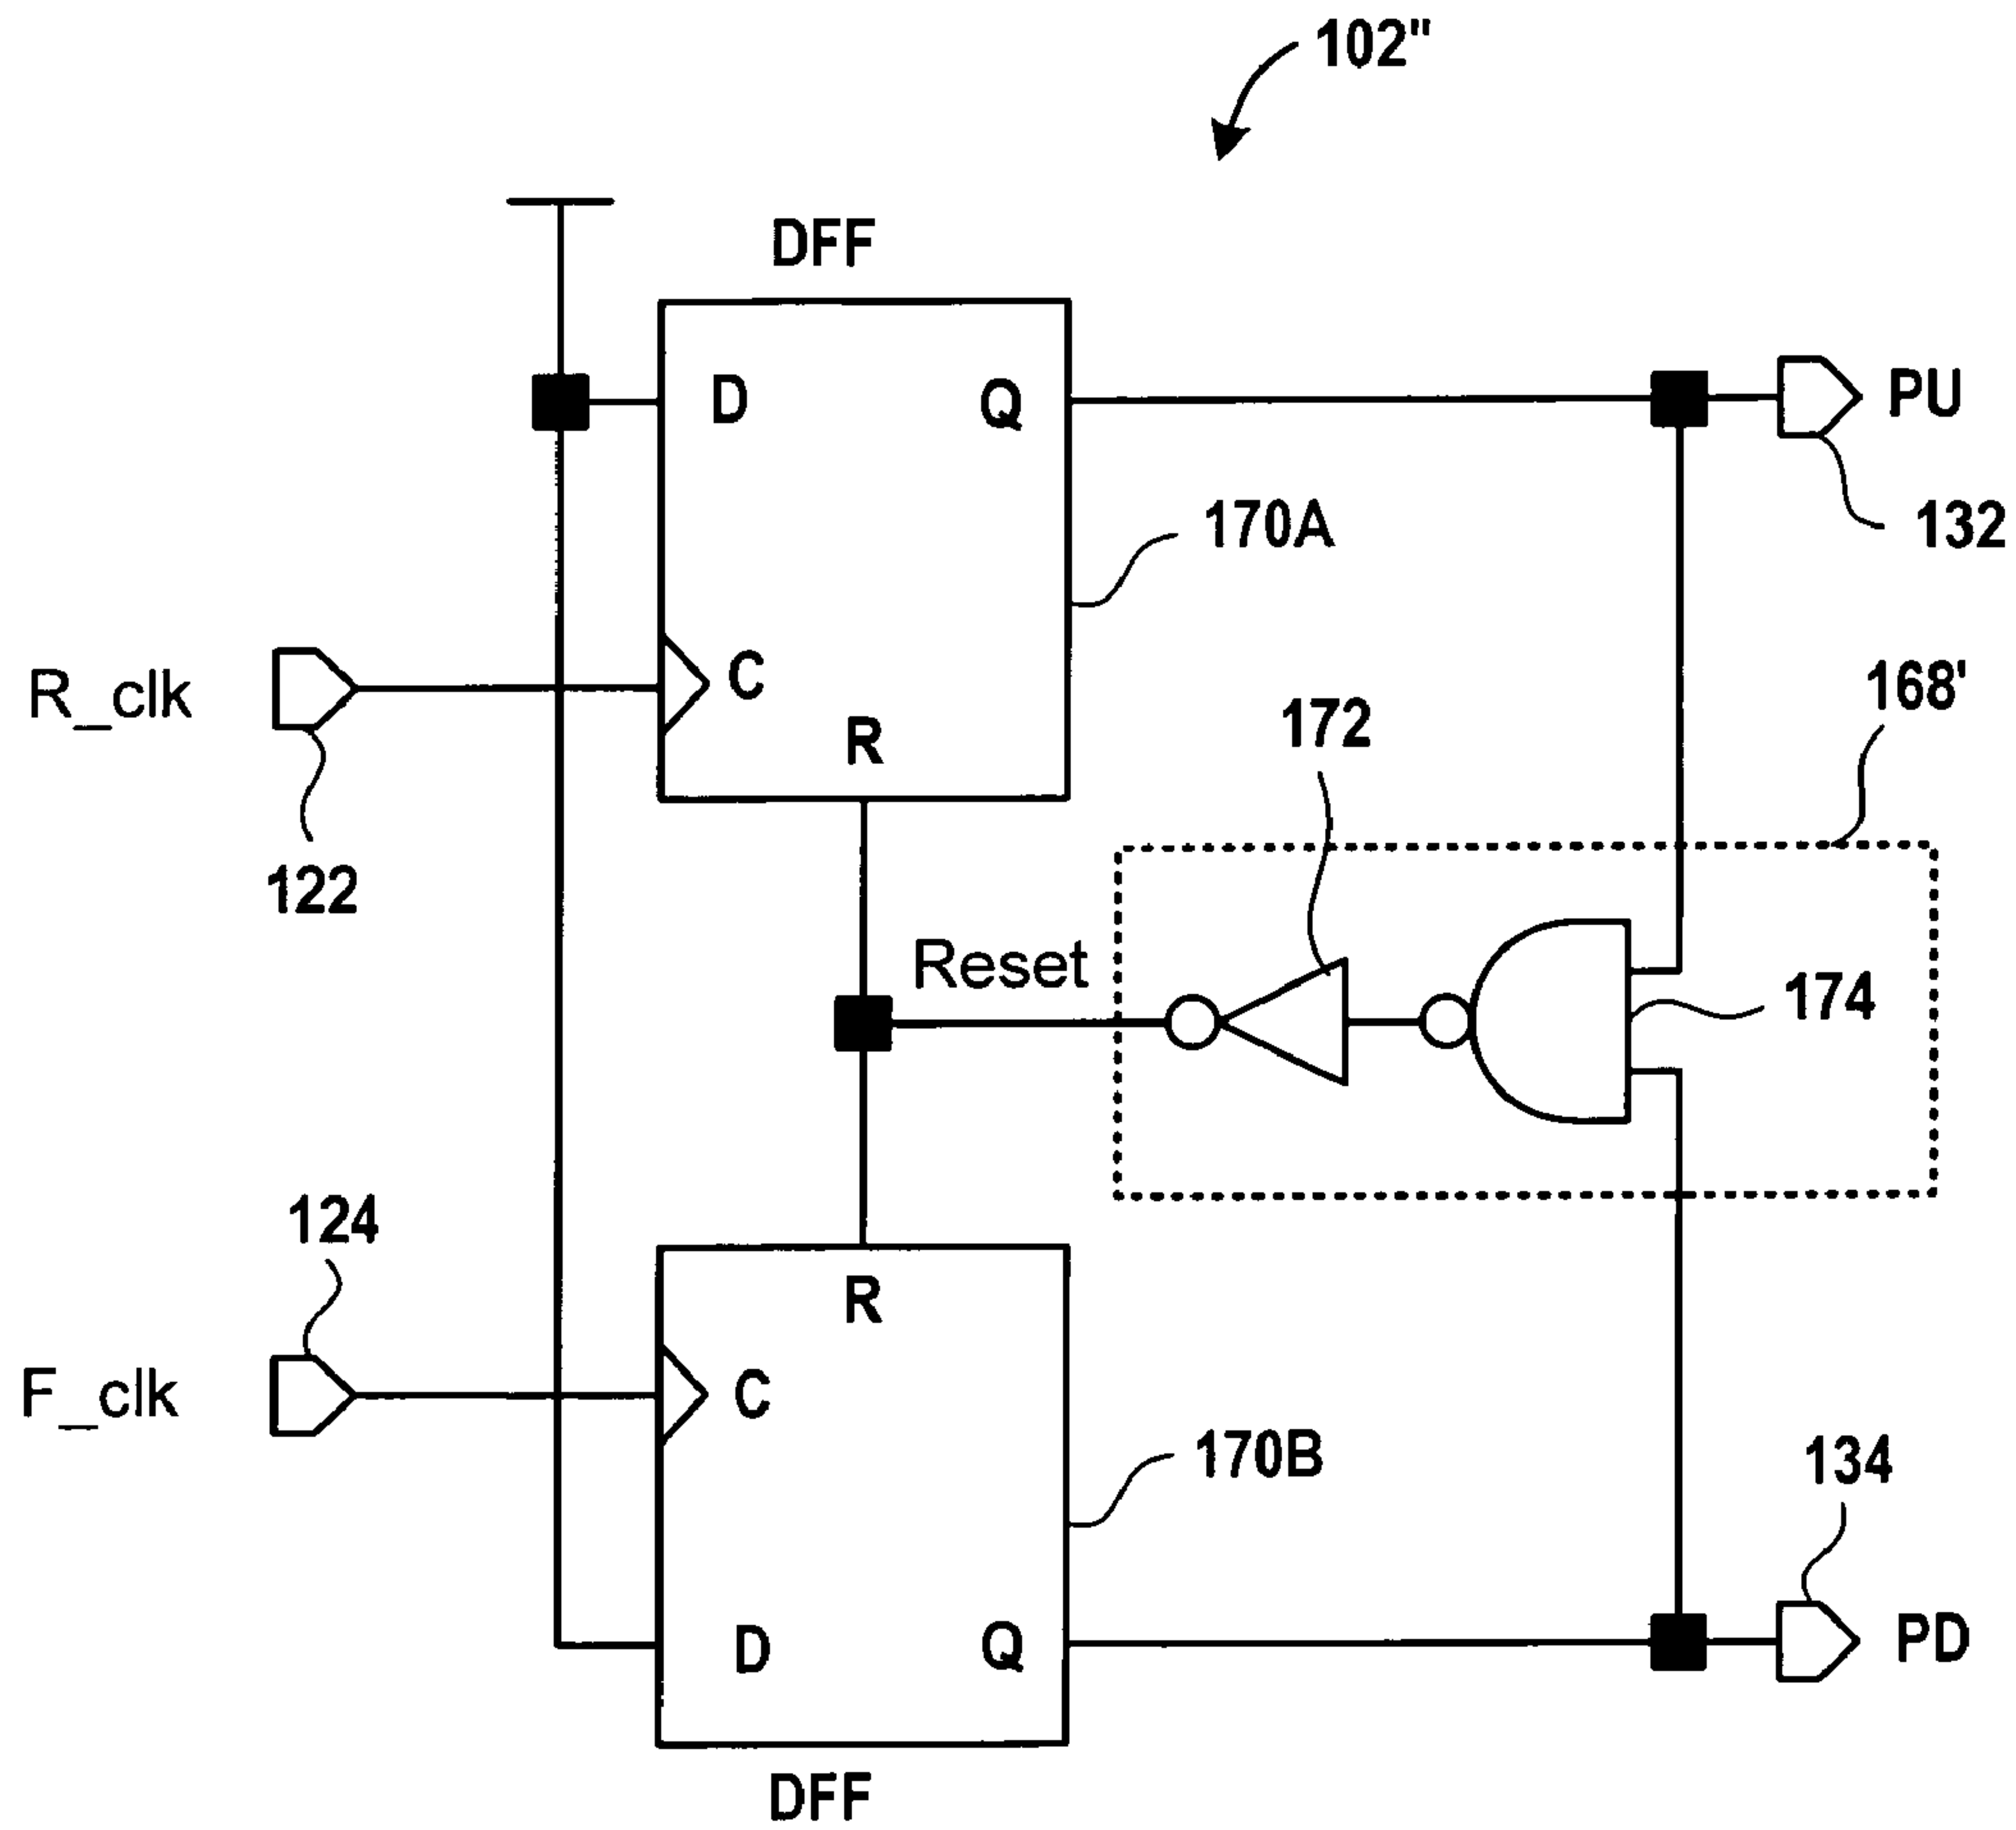 102"
DFF
D
Q
PU
170A
132
R_clk
C
R
168'
172
122
Reset
174
124
R
F_clk
C
170B
134
D
Q
PD
DFF